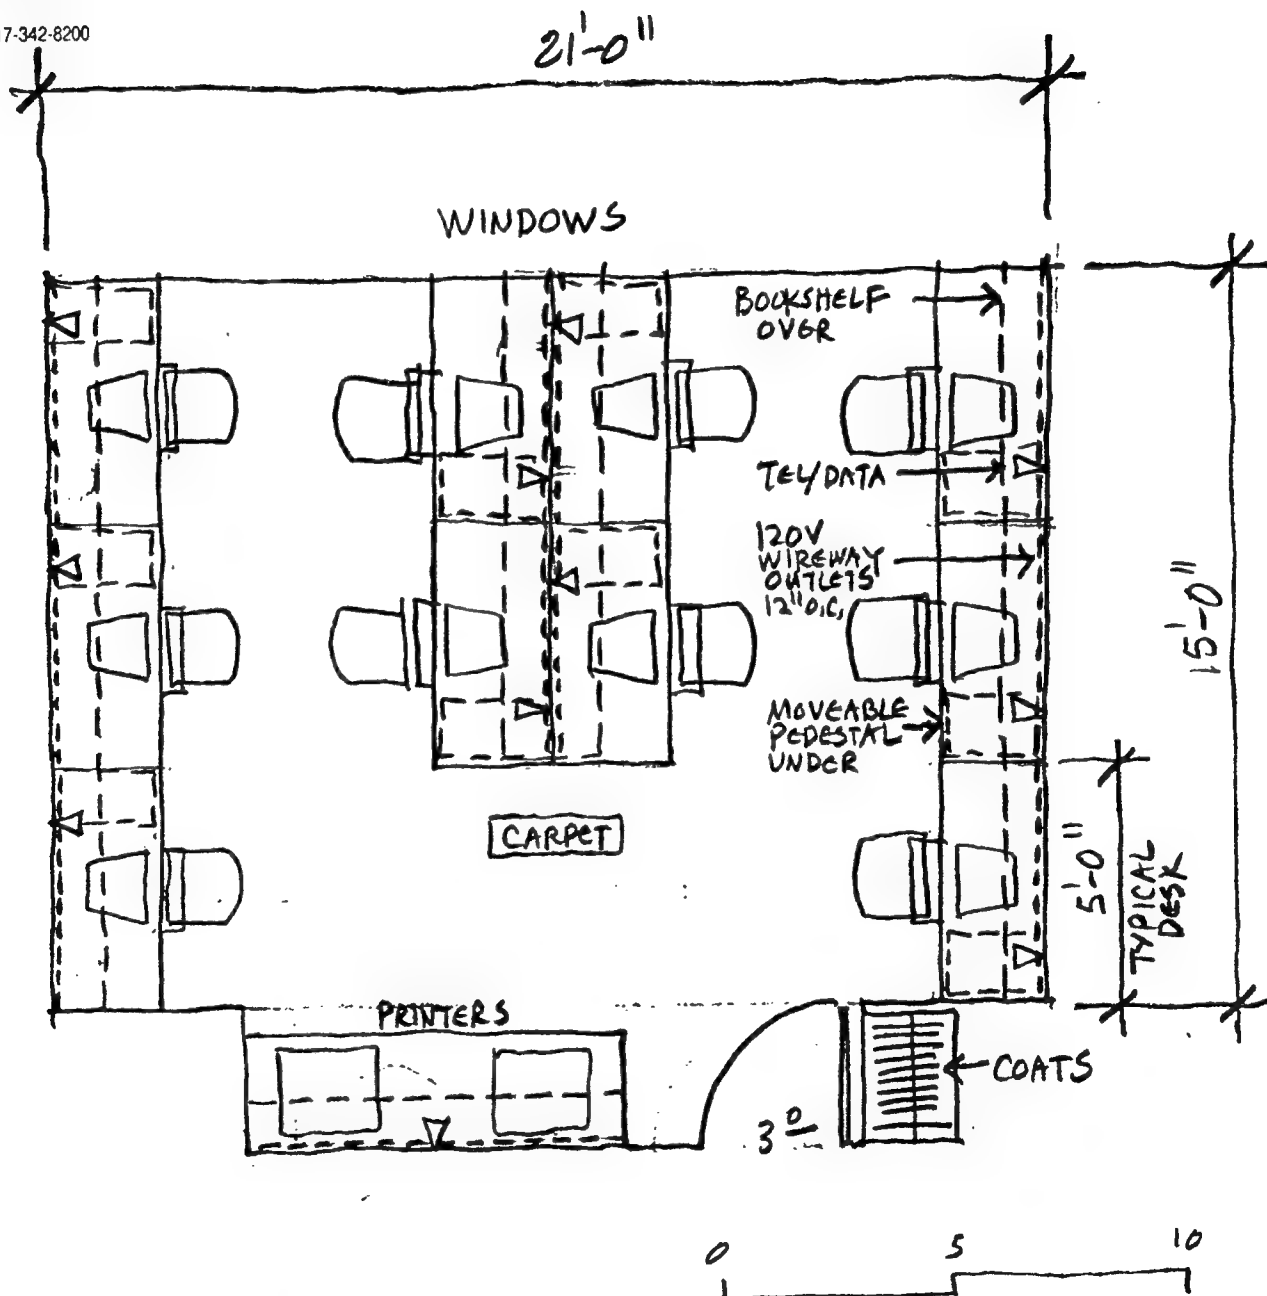 7-342-8200
21'-0"
WINDOWS
BOOKSHELF
OVER
TEL/DATA
120V
WIREWAY
OUTLETS
12"O.C.
15'-0"
MOVEABLE
PEDESTAL
UNDER
CARPET
5'-0"
TYPICAL
DESK
PRINTERS
COATS
3⁰
0 5 10